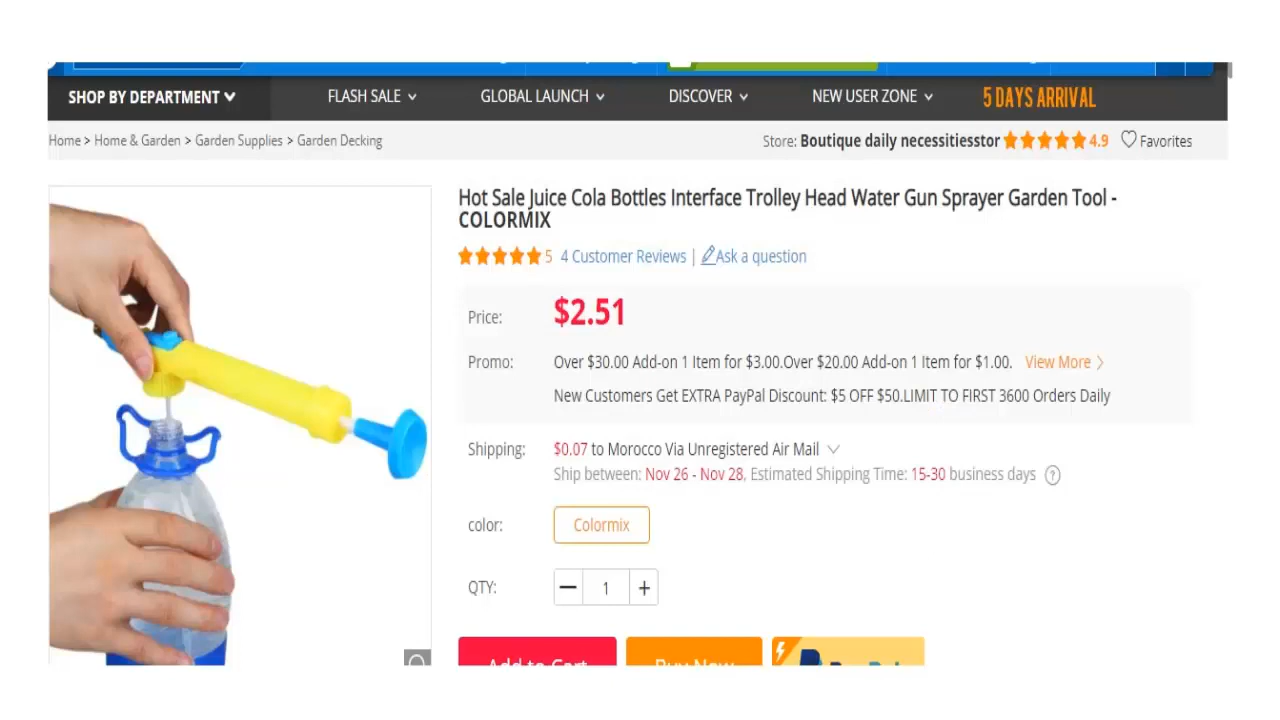 SHOP BY DEPARTMENT FLASH SALE GLOBAL LAUNCH DISCOVER NEW USER ZONE 5 DAYS ARRIVAL
Home > Home & Garden > Garden Supplies > Garden Decking Store: Boutique daily necessitiesstor 4.9 Favorites
Hot Sale Juice Cola Bottles Interface Trolley Head Water Gun Sprayer Garden Tool -
COLORMIX
5 4 Customer Reviews | Ask a question
Price: $2.51
Promo: Over $30.00 Add-on 1 Item for $3.00.Over $20.00 Add-on 1 Item for $1.00. View More >
New Customers Get EXTRA PayPal Discount: $5 OFF $50.LIMIT TO FIRST 3600 Orders Daily
Shipping: $0.07 to Morocco Via Unregistered Air Mail
Ship between: Nov 26 - Nov 28, Estimated Shipping Time: 15-30 business days ?
color: Colormix
QTY: 1
Add to Cart Buy Now